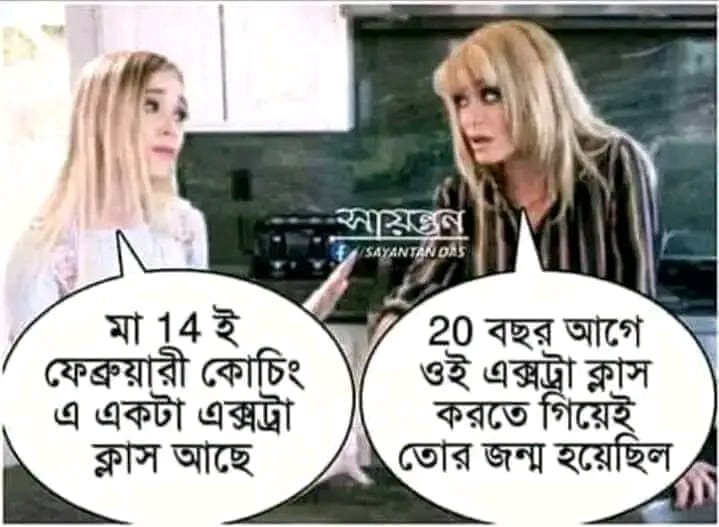 সায়ন্তন
f //SAYANTAN DAS
মা 14 ই
ফেব্রুয়ারী কোচিং
এ একটা এক্সট্রা
ক্লাস আছে
20 বছর আগে
ওই এক্সট্রা ক্লাস
করতে গিয়েই
তোর জন্ম হয়েছিল